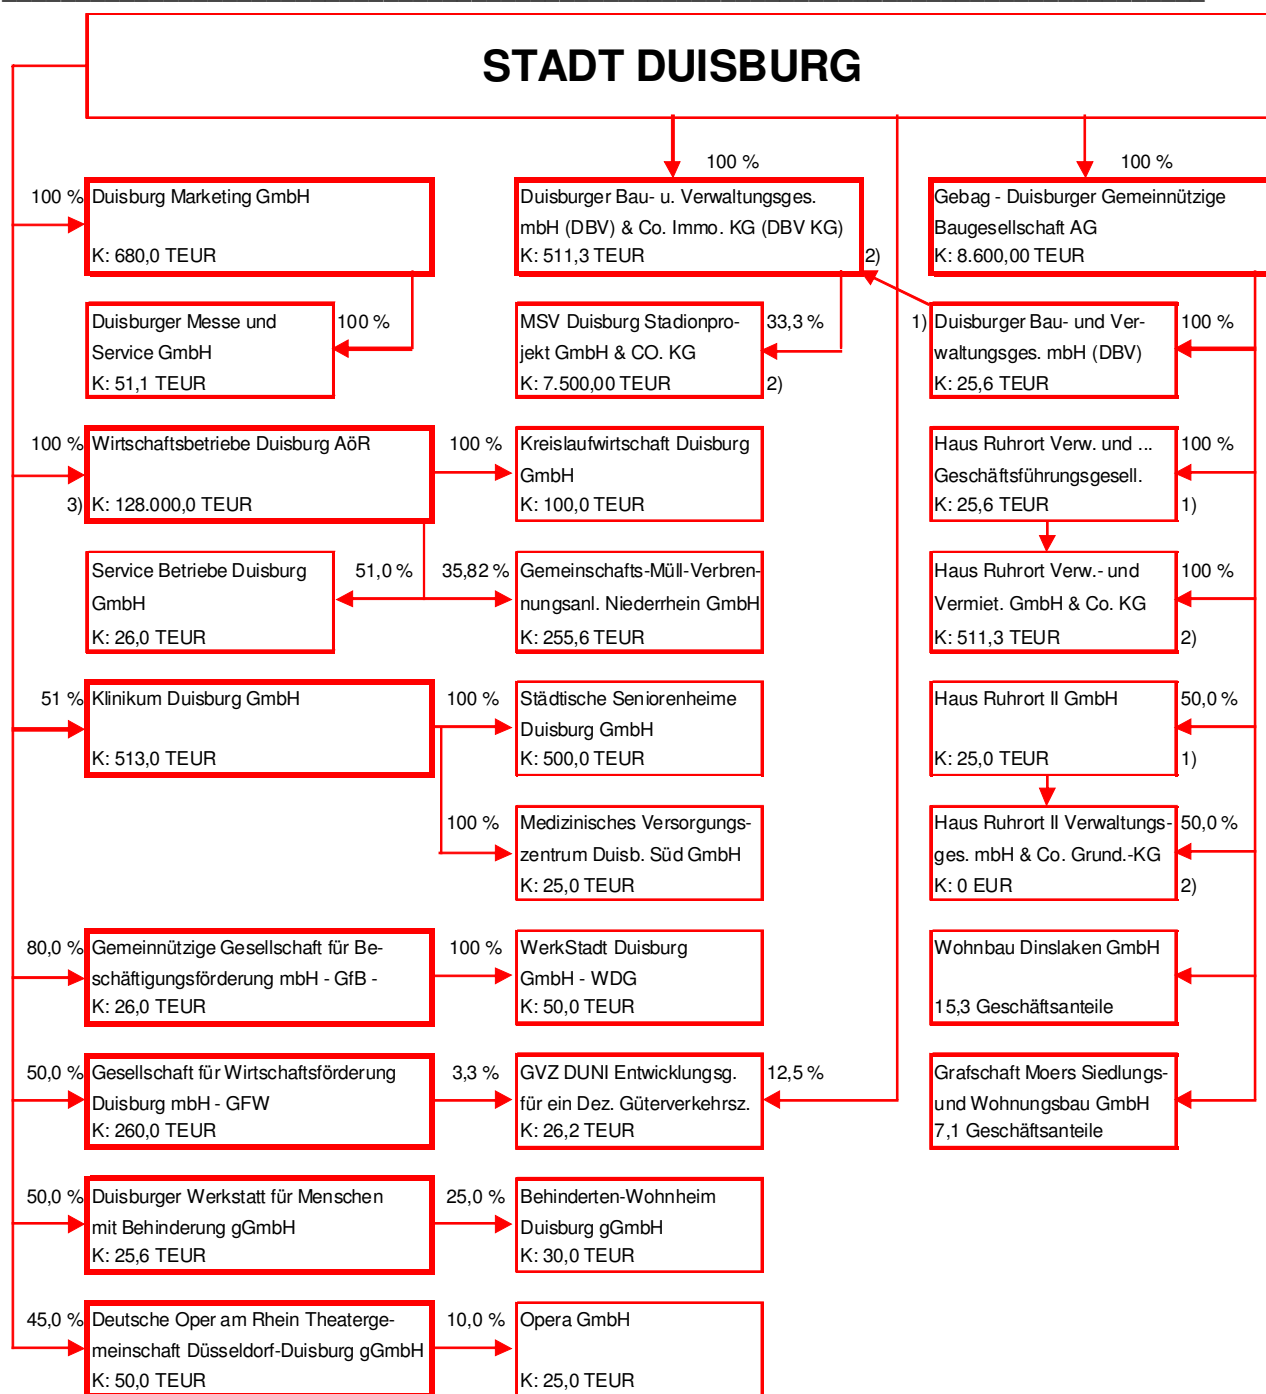 STADT DUISBURG
100 %
100 %
100 %
Duisburg Marketing GmbH
K: 680,0 TEUR
Duisburger Bau- u. Verwaltungsges.
mbH (DBV) & Co. Immo. KG (DBV KG)
K: 511,3 TEUR
2)
Gebag - Duisburger Gemeinnützige
Baugesellschaft AG
K: 8.600,00 TEUR
Duisburger Messe und
Service GmbH
K: 51,1 TEUR
100 %
MSV Duisburg Stadionpro-
jekt GmbH & CO. KG
K: 7.500,00 TEUR
33,3 %
2)
1)
Duisburger Bau- und Ver-
waltungsges. mbH (DBV)
K: 25,6 TEUR
100 %
100 %
3)
Wirtschaftsbetriebe Duisburg AöR
K: 128.000,0 TEUR
100 %
Kreislaufwirtschaft Duisburg
GmbH
K: 100,0 TEUR
Haus Ruhrort Verw. und ...
Geschäftsführungsgesell.
K: 25,6 TEUR
100 %
1)
Service Betriebe Duisburg
GmbH
K: 26,0 TEUR
51,0 %
35,82 %
Gemeinschafts-Müll-Verbren-
nungsanl. Niederrhein GmbH
K: 255,6 TEUR
Haus Ruhrort Verw.- und
Vermiet. GmbH & Co. KG
K: 511,3 TEUR
100 %
2)
51 %
Klinikum Duisburg GmbH
K: 513,0 TEUR
100 %
Städtische Seniorenheime
Duisburg GmbH
K: 500,0 TEUR
Haus Ruhrort II GmbH
K: 25,0 TEUR
50,0 %
1)
100 %
Medizinisches Versorgungs-
zentrum Duisb. Süd GmbH
K: 25,0 TEUR
Haus Ruhrort II Verwaltungs-
ges. mbH & Co. Grund.-KG
K: 0 EUR
50,0 %
2)
80,0 %
Gemeinnützige Gesellschaft für Be-
schäftigungsförderung mbH - GfB -
K: 26,0 TEUR
100 %
WerkStadt Duisburg
GmbH - WDG
K: 50,0 TEUR
Wohnbau Dinslaken GmbH
15,3 Geschäftsanteile
50,0 %
Gesellschaft für Wirtschaftsförderung
Duisburg mbH - GFW
K: 260,0 TEUR
3,3 %
GVZ DUNI Entwicklungsg.
für ein Dez. Güterverkehrsz.
K: 26,2 TEUR
12,5 %
Grafschaft Moers Siedlungs-
und Wohnungsbau GmbH
7,1 Geschäftsanteile
50,0 %
Duisburger Werkstatt für Menschen
mit Behinderung gGmbH
K: 25,6 TEUR
25,0 %
Behinderten-Wohnheim
Duisburg gGmbH
K: 30,0 TEUR
45,0 %
Deutsche Oper am Rhein Theaterge-
meinschaft Düsseldorf-Duisburg gGmbH
K: 50,0 TEUR
10,0 %
Opera GmbH
K: 25,0 TEUR